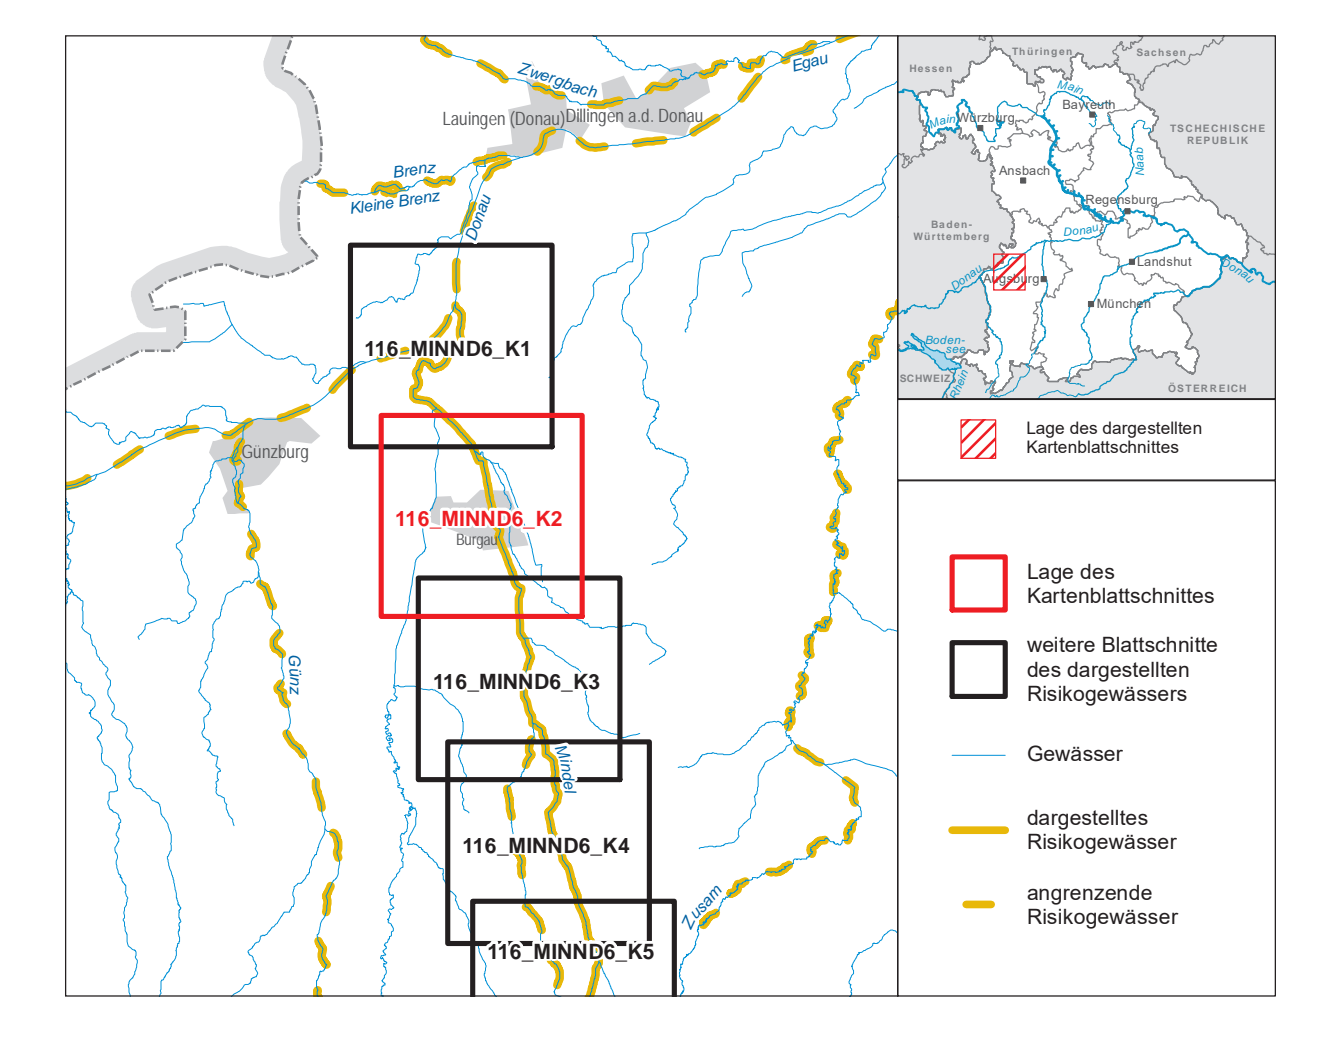 Zwergbach
Egau
Lauingen (Donau)
Dillingen a.d. Donau
Brenz
Kleine Brenz
Donau
116_MINND6_K1
Günzburg
116_MINND6_K2
Burgau
Günz
116_MINND6_K3
Mindel
116_MINND6_K4
Zusam
116_MINND6_K5
Thüringen
Sachsen
Hessen
Main
Bayreuth
Main
Würzburg
TSCHECHISCHE
REPUBLIK
Naab
Ansbach
Regensburg
Baden-
Württemberg
Donau
Landshut
Donau
Donau
Augsburg
München
Boden-
see
SCHWEIZ
Rhein
ÖSTERREICH
Lage des dargestellten
Kartenblattschnittes
Lage des
Kartenblattschnittes
weitere Blattschnitte
des dargestellten
Risikogewässers
Gewässer
dargestelltes
Risikogewässer
angrenzende
Risikogewässer